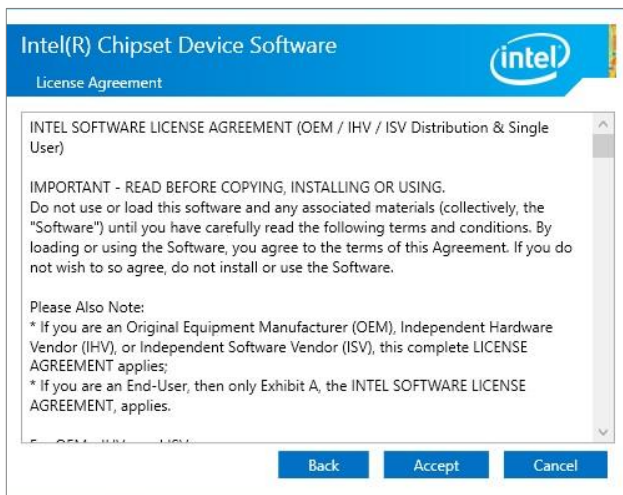 Intel(R) Chipset Device Software
intel
License Agreement
INTEL SOFTWARE LICENSE AGREEMENT (OEM / IHV / ISV Distribution & Single
User)
IMPORTANT - READ BEFORE COPYING, INSTALLING OR USING.
Do not use or load this software and any associated materials (collectively, the
"Software") until you have carefully read the following terms and conditions. By
loading or using the Software, you agree to the terms of this Agreement. If you do
not wish to so agree, do not install or use the Software.
Please Also Note:
* If you are an Original Equipment Manufacturer (OEM), Independent Hardware
Vendor (IHV), or Independent Software Vendor (ISV), this complete LICENSE
AGREEMENT applies;
* If you are an End-User, then only Exhibit A, the INTEL SOFTWARE LICENSE
AGREEMENT, applies.
Back Accept Cancel